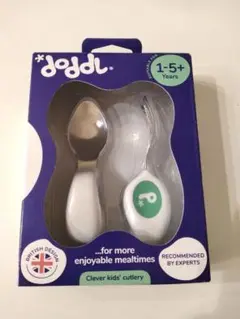 doddl
1-5+
Years
...for more
enjoyable mealtimes
Clever kids' cutlery
BRITISH DESIGN
RECOMMENDED
BY EXPERTS